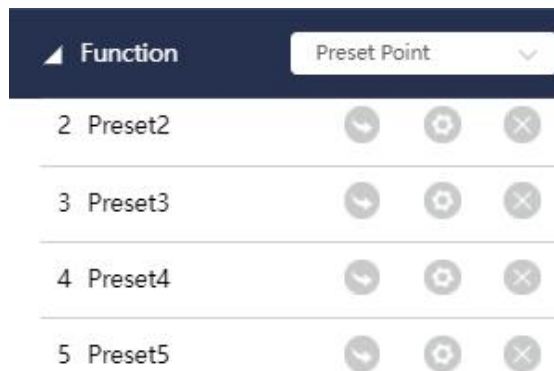 Function Preset Point
2 Preset2
3 Preset3
4 Preset4
5 Preset5